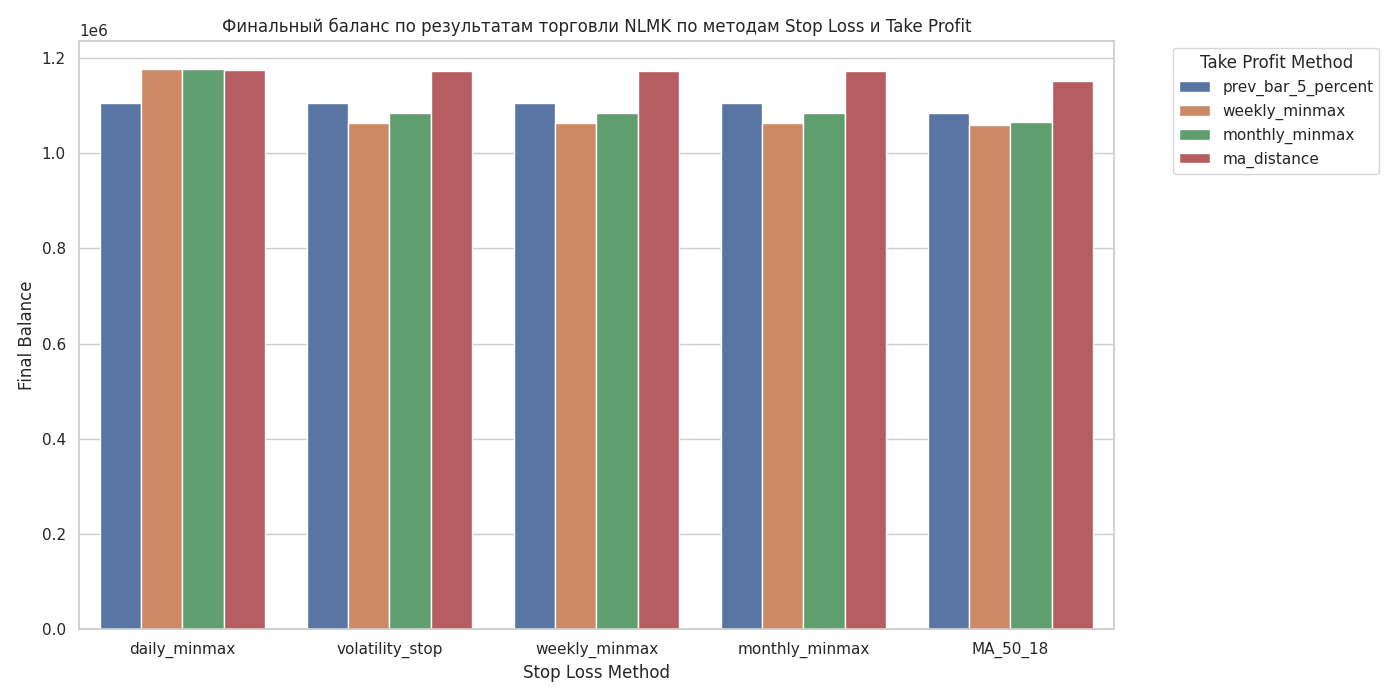 Финальный баланс по результатам торговли NLMK по методам Stop Loss и Take Profit
1e6
1.2
1.0
0.8
0.6
0.4
0.2
0.0
Final Balance
daily_minmax
volatility_stop
weekly_minmax
monthly_minmax
MA_50_18
Stop Loss Method
Take Profit Method
prev_bar_5_percent
weekly_minmax
monthly_minmax
ma_distance